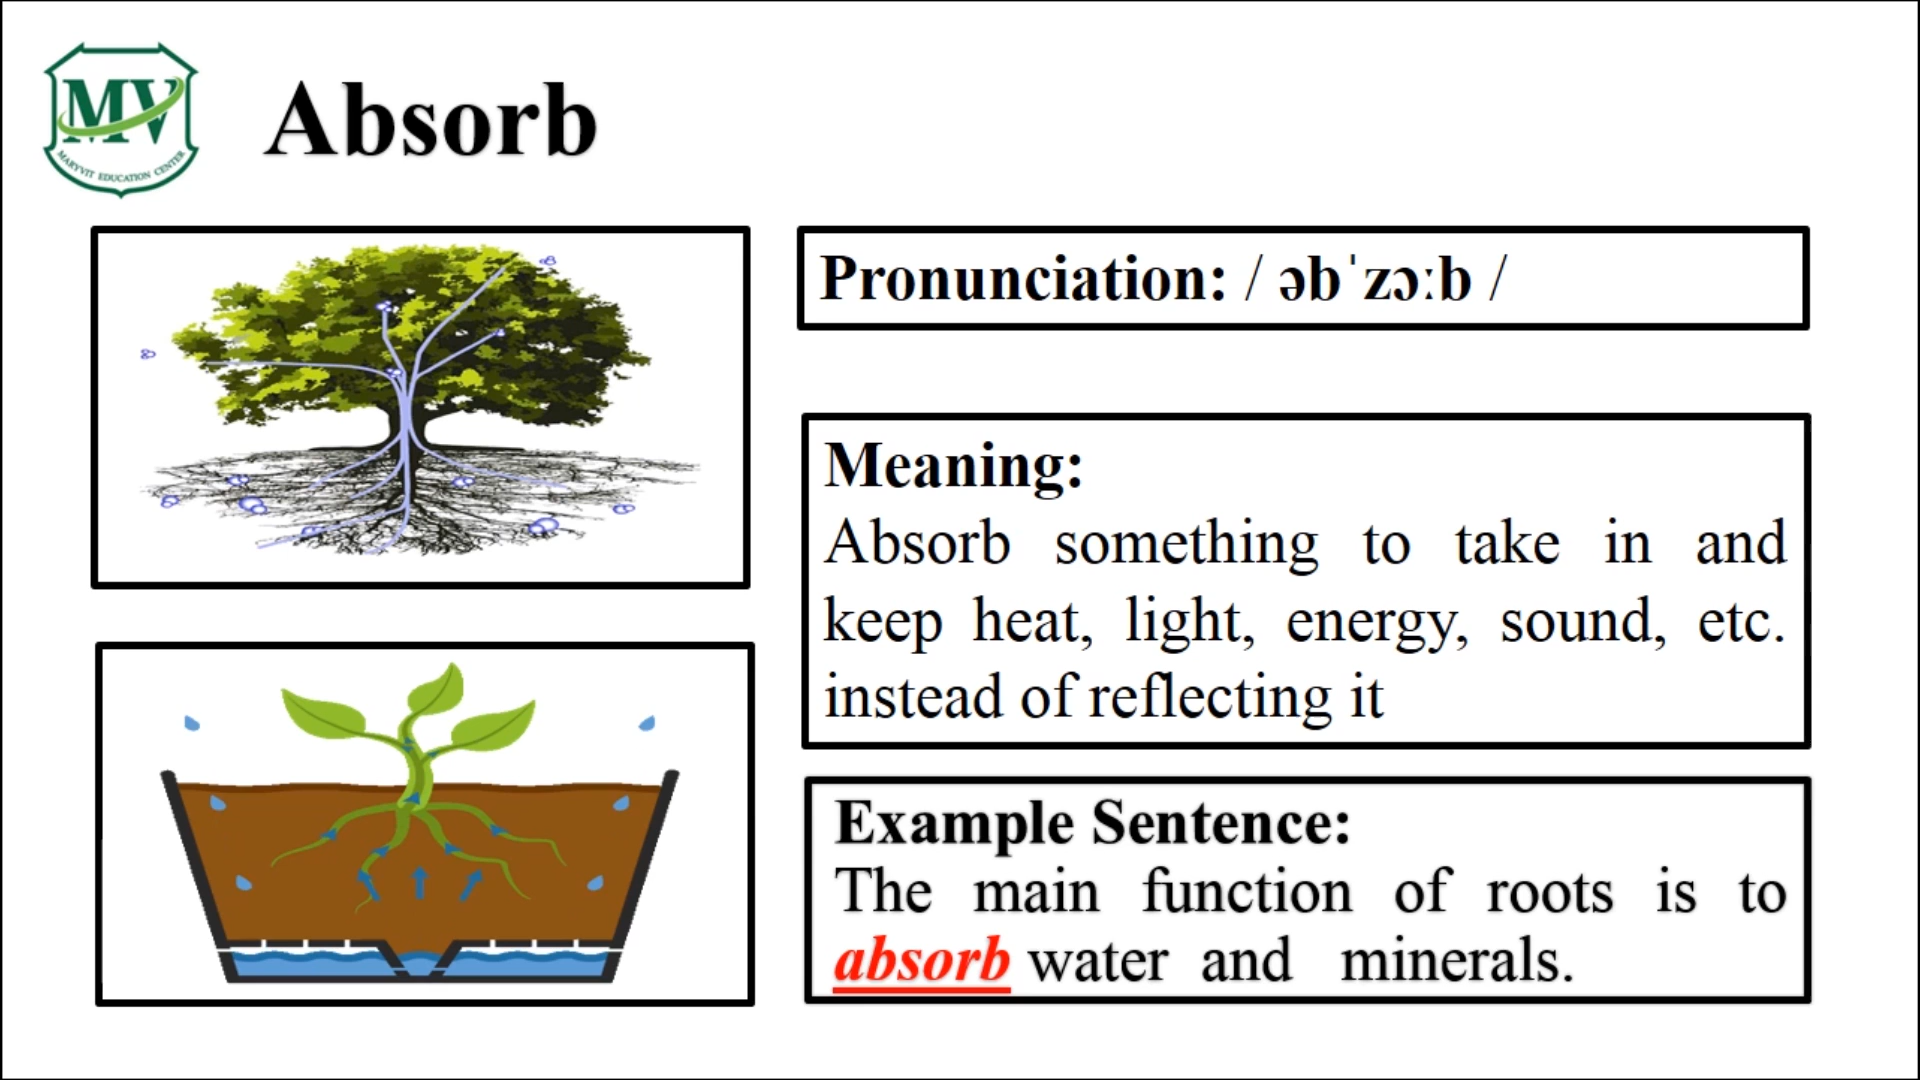 MV
MARYVIT EDUCATION CENTER
Absorb
Pronunciation: / əbˈzɔːb /
Meaning:
Absorb something to take in and
keep heat, light, energy, sound, etc.
instead of reflecting it
Example Sentence:
The main function of roots is to
absorb water and minerals.